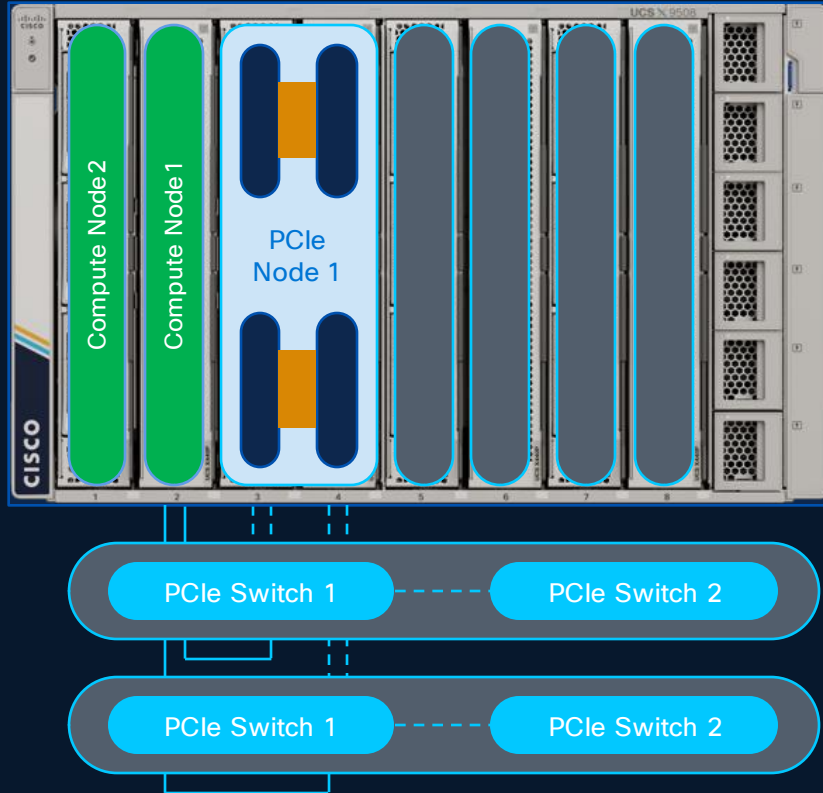 CISCO
UCS X 9508
Compute Node 2
Compute Node 1
PCIe
Node 1
CISCO
1 2 3 4 5 6 7 8
PCIe Switch 1
PCIe Switch 2
PCIe Switch 1
PCIe Switch 2